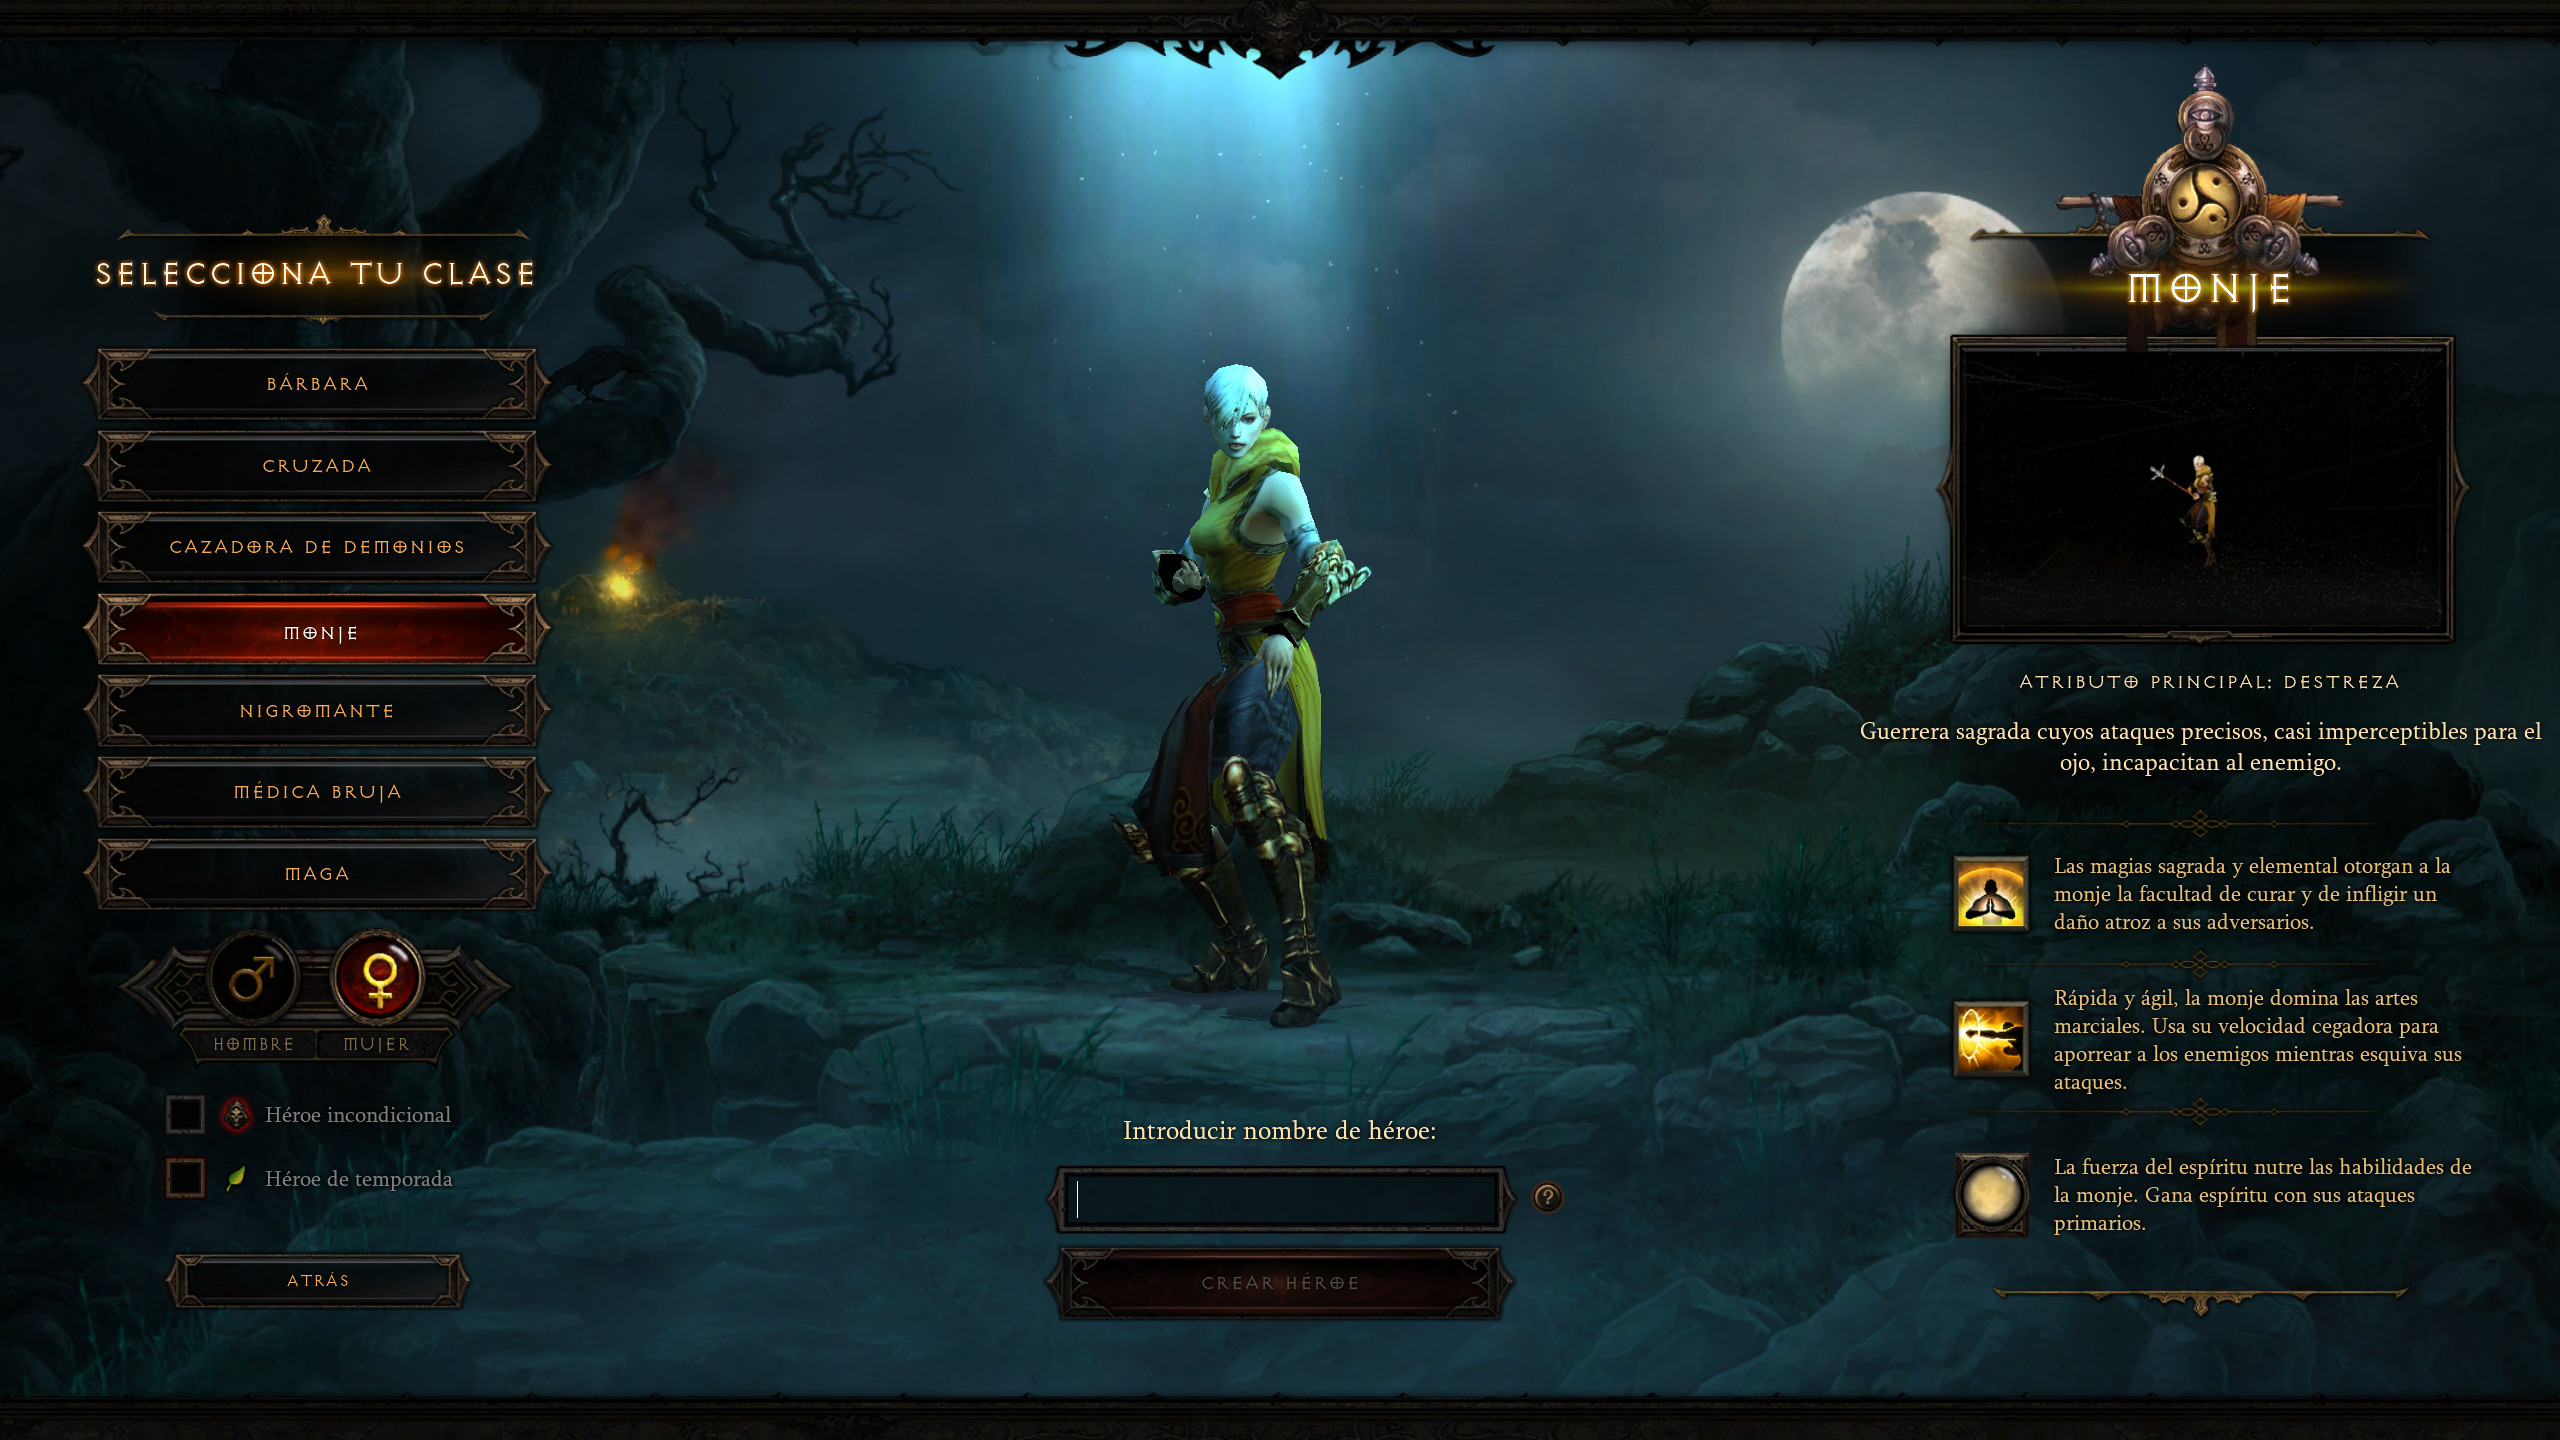 SELECCIONA TU CLASE
BÁRBARA
CRUZADA
CAZADORA DE DEMONIOS
MONJE
NIGROMANTE
MÉDICA BRUJA
MAGA
HOMBRE MUJER
Héroe incondicional
Héroe de temporada
ATRÁS
Introducir nombre de héroe:
?
CREAR HÉROE
MONJE
ATRIBUTO PRINCIPAL: DESTREZA
Guerrera sagrada cuyos ataques precisos, casi imperceptibles para el
ojo, incapacitan al enemigo.
Las magias sagrada y elemental otorgan a la
monje la facultad de curar y de infligir un
daño atroz a sus adversarios.
Rápida y ágil, la monje domina las artes
marciales. Usa su velocidad cegadora para
aporrear a los enemigos mientras esquiva sus
ataques.
La fuerza del espíritu nutre las habilidades de
la monje. Gana espíritu con sus ataques
primarios.